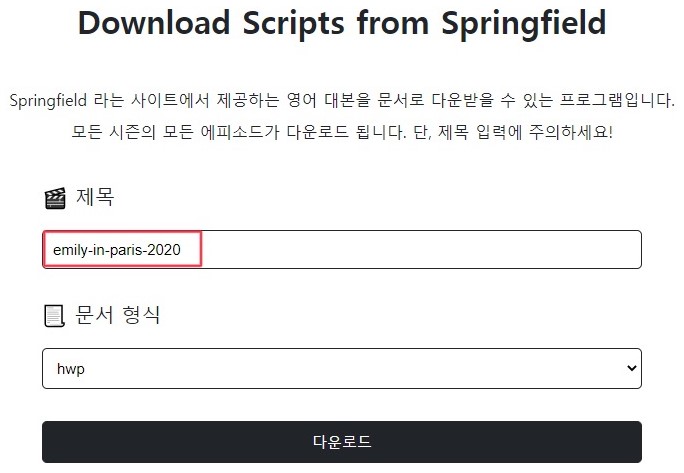 Download Scripts from Springfield
Springfield 라는 사이트에서 제공하는 영어 대본을 문서로 다운받을 수 있는 프로그램입니다.
모든 시즌의 모든 에피소드가 다운로드 됩니다. 단, 제목 입력에 주의하세요!
제목
emily-in-paris-2020
문서 형식
hwp
다운로드